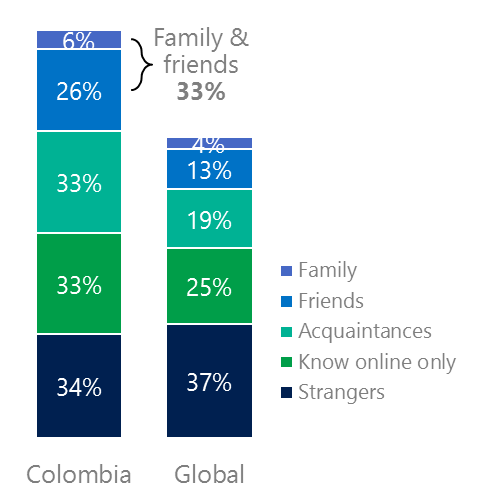 6%
Family &
friends
33%
26%
33%
33%
34%
4%
13%
19%
25%
37%
Family
Friends
Acquaintances
Know online only
Strangers
Colombia
Global